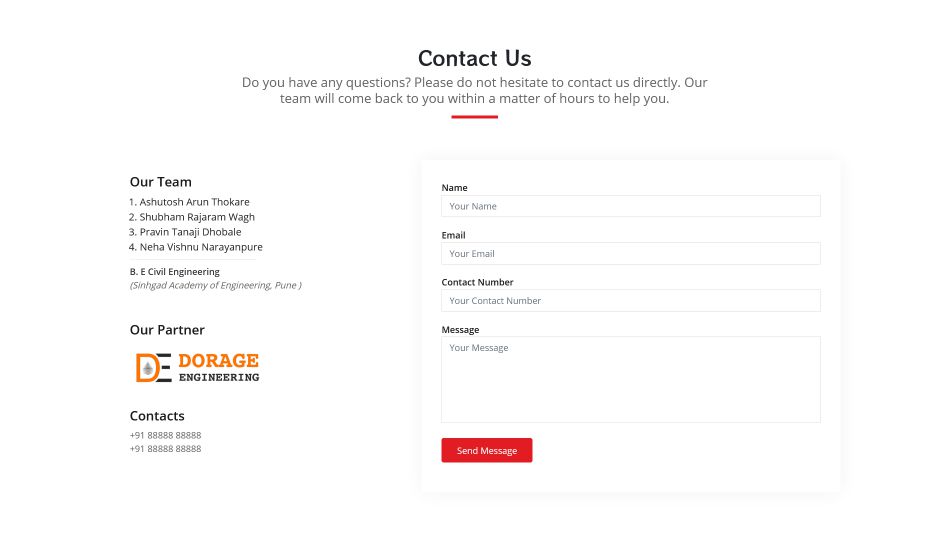 Contact Us
Do you have any questions? Please do not hesitate to contact us directly. Our
team will come back to you within a matter of hours to help you.
Our Team
1. Ashutosh Arun Thokare
2. Shubham Rajaram Wagh
3. Pravin Tanaji Dhobale
4. Neha Vishnu Narayanpure
B. E Civil Engineering
(Sinhgad Academy of Engineering, Pune )
Our Partner
DE DORAGE
ENGINEERING
Contacts
+91 88888 88888
+91 88888 88888
Name
Your Name
Email
Your Email
Contact Number
Your Contact Number
Message
Your Message
Send Message